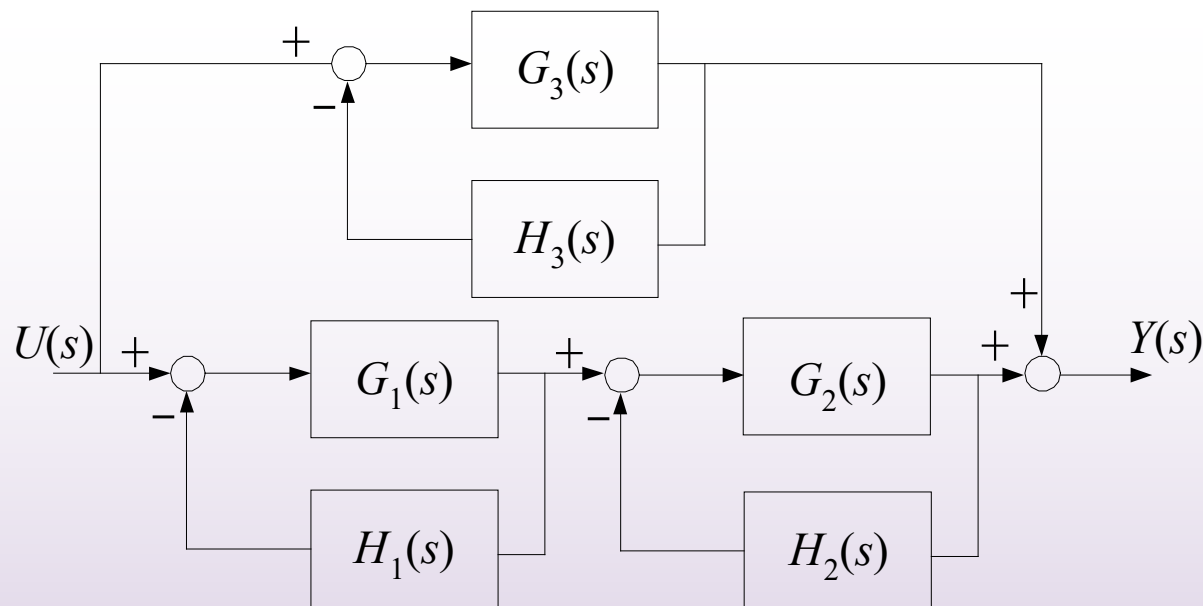 +
G₃(s)
−
H₃(s)
+
U(s) + G₁(s) + G₂(s) + Y(s)
− −
H₁(s) H₂(s)